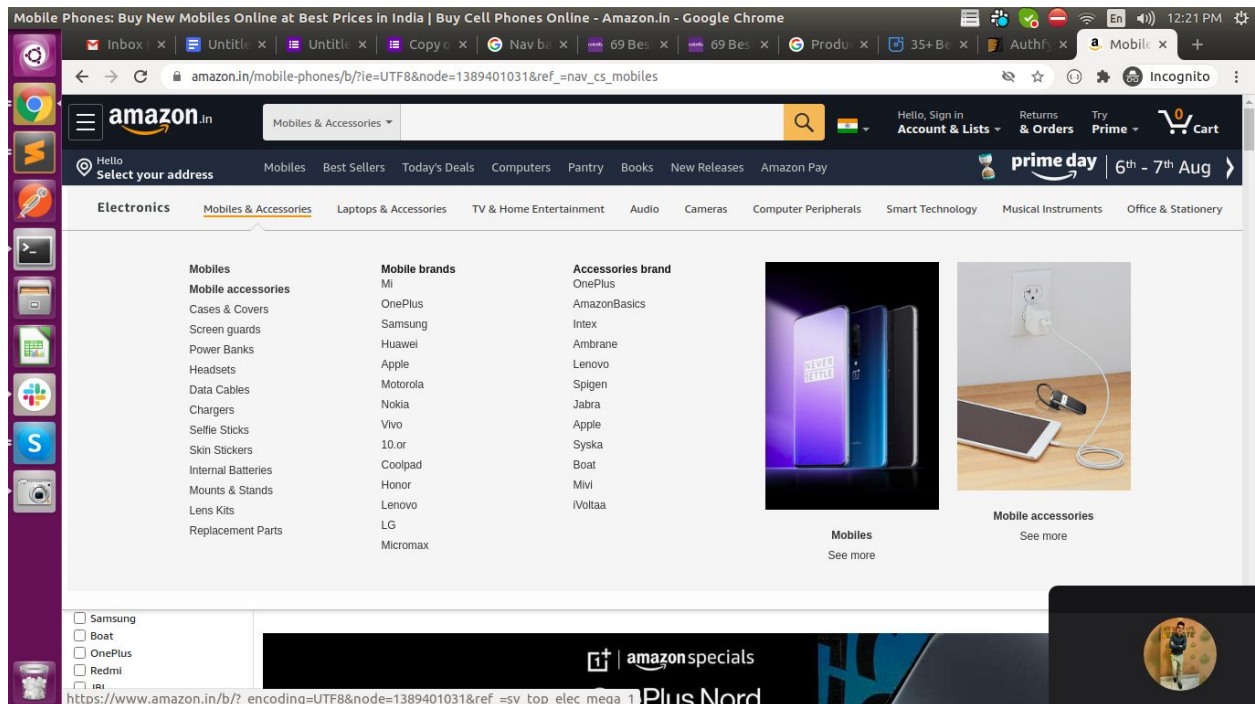 Mobile Phones: Buy New Mobiles Online at Best Prices in India | Buy Cell Phones Online - Amazon.in - Google Chrome
En 12:21 PM
Inbox ( Untitle Untitle Copy o Nav ba 69 Bes 69 Bes Produ 35+ Be Authfy Mobile
amazon.in/mobile-phones/b/?ie=UTF8&node=1389401031&ref_=nav_cs_mobiles
Incognito
amazon.in
Mobiles & Accessories
Hello, Sign in
Account & Lists
Returns
& Orders
Try
Prime
0
Cart
Hello
Select your address
Mobiles Best Sellers Today's Deals Computers Pantry Books New Releases Amazon Pay
prime day 6th - 7th Aug
Electronics Mobiles & Accessories Laptops & Accessories TV & Home Entertainment Audio Cameras Computer Peripherals Smart Technology Musical Instruments Office & Stationery
Mobiles
Mobile accessories
Cases & Covers
Screen guards
Power Banks
Headsets
Data Cables
Chargers
Selfie Sticks
Skin Stickers
Internal Batteries
Mounts & Stands
Lens Kits
Replacement Parts
Mobile brands
Mi
OnePlus
Samsung
Huawei
Apple
Motorola
Nokia
Vivo
10.or
Coolpad
Honor
Lenovo
LG
Micromax
Accessories brand
OnePlus
AmazonBasics
Intex
Ambrane
Lenovo
Spigen
Jabra
Apple
Syska
Boat
Mivi
iVoltaa
NEVER
SETTLE
Mobiles
See more
Mobile accessories
See more
Samsung
Boat
OnePlus
Redmi
JBL
amazon specials
Plus Nord
https://www.amazon.in/b/?_encoding=UTF8&node=1389401031&ref_=sv_top_elec_mega_1